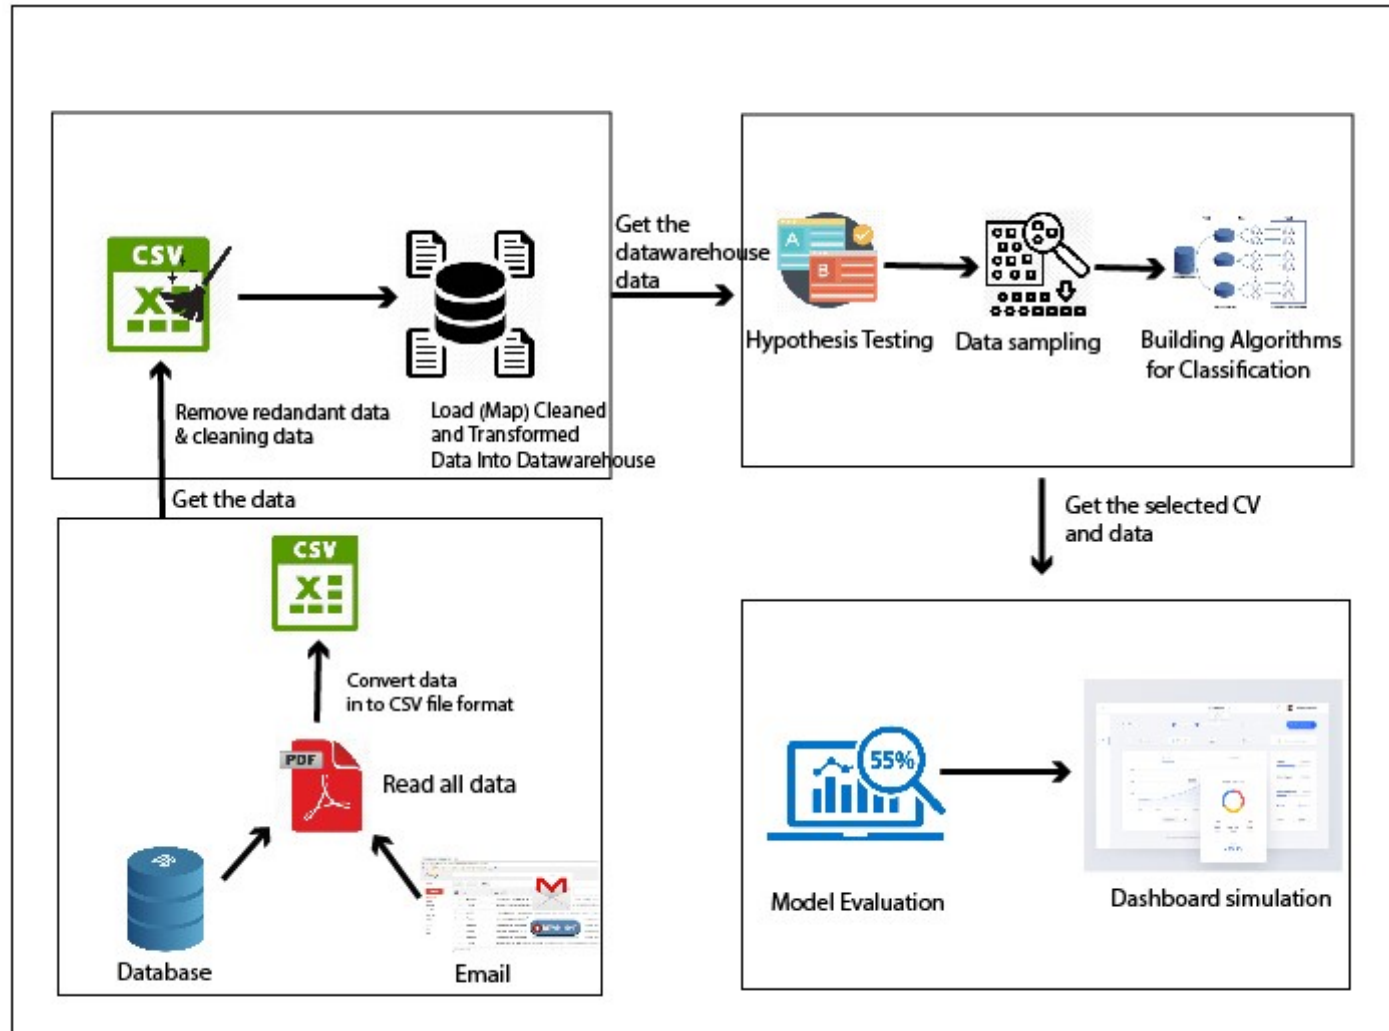 CSV
Remove redandant data
& cleaning data
Load (Map) Cleaned
and Transformed
Data Into Datawarehouse
Get the
datawarehouse
data
A
B
Hypothesis Testing
Data sampling
Building Algorithms
for Classification
Get the data
CSV
Convert data
in to CSV file format
PDF
Read all data
Database
Email
Get the selected CV
and data
55%
Model Evaluation
Dashboard simulation